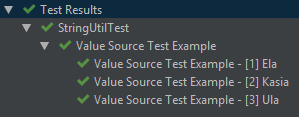 Test Results
StringUtilTest
Value Source Test Example
Value Source Test Example - [1] Ela
Value Source Test Example - [2] Kasia
Value Source Test Example - [3] Ula